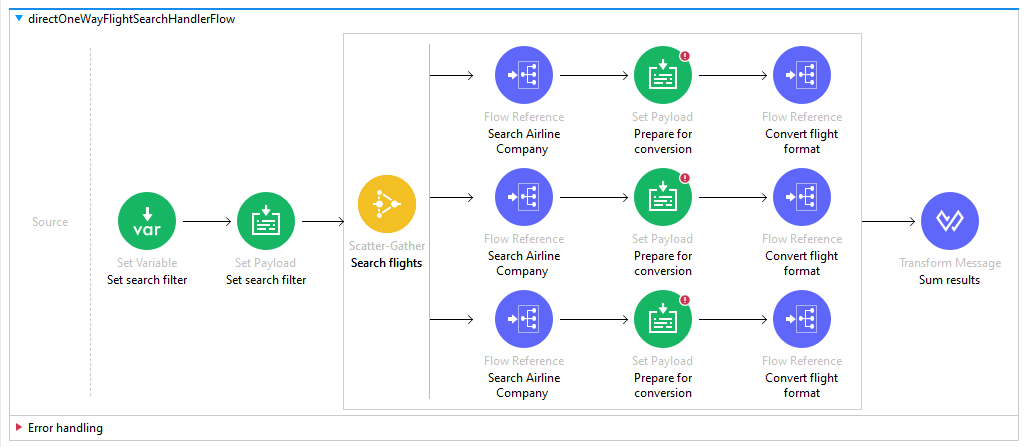 directOneWayFlightSearchHandlerFlow
Flow Reference
Search Airline
Company
Set Payload
Prepare for
conversion
Flow Reference
Convert flight
format
Source
var
Set Variable
Set search filter
Set Payload
Set search filter
Scatter-Gather
Search flights
Flow Reference
Search Airline
Company
Set Payload
Prepare for
conversion
Flow Reference
Convert flight
format
Transform Message
Sum results
Flow Reference
Search Airline
Company
Set Payload
Prepare for
conversion
Flow Reference
Convert flight
format
Error handling